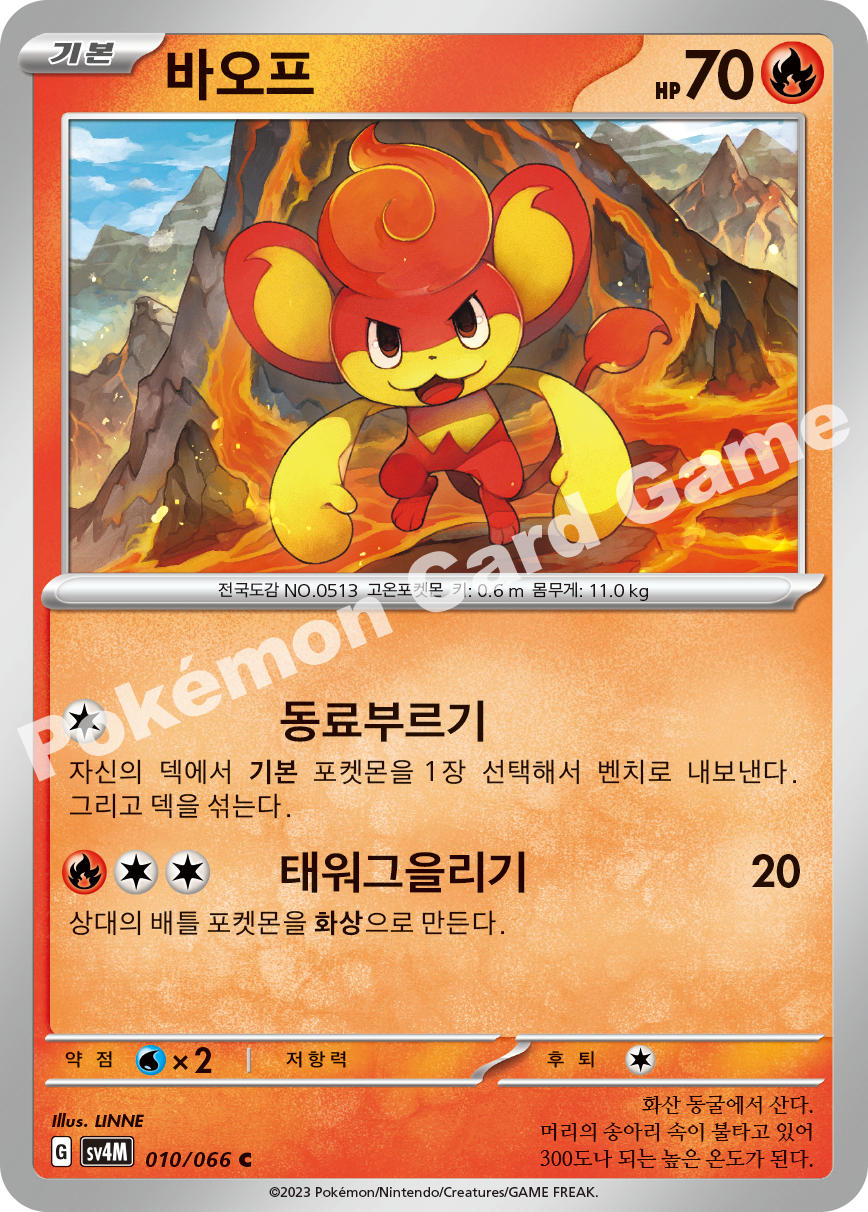 기본
바오프
HP 70
전국도감 NO.0513 고온포켓몬 키: 0.6 m 몸무게: 11.0 kg
Pokémon Card Game
동료부르기
자신의 덱에서 기본 포켓몬을 1장 선택해서 벤치로 내보낸다.
그리고 덱을 섞는다.
태워그을리기 20
상대의 배틀 포켓몬을 화상으로 만든다.
약점 ×2 저항력 후퇴
화산 동굴에서 산다.
머리의 송아리 속이 불타고 있어
300도나 되는 높은 온도가 된다.
Illus. LINNE
G SV4M 010/066 C
©2023 Pokémon/Nintendo/Creatures/GAME FREAK.